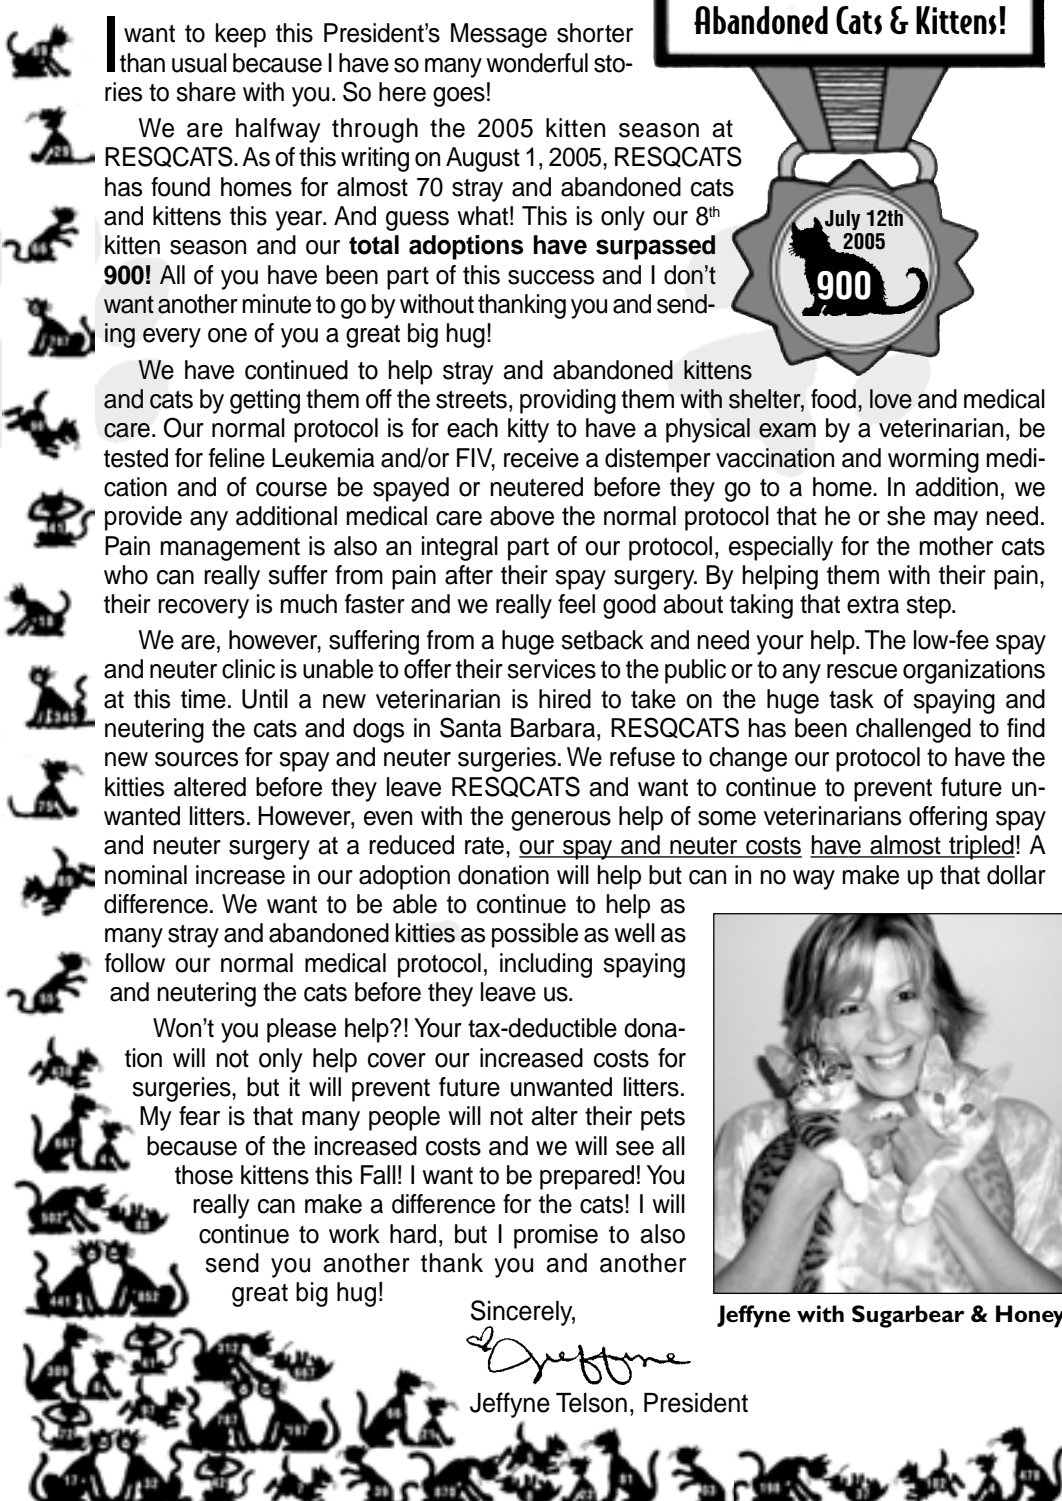 Abandoned Cats & Kittens!
I want to keep this President's Message shorter
than usual because I have so many wonderful sto-
ries to share with you. So here goes!
We are halfway through the 2005 kitten season at
RESQCATS. As of this writing on August 1, 2005, RESQCATS
has found homes for almost 70 stray and abandoned cats
and kittens this year. And guess what! This is only our 8th
kitten season and our total adoptions have surpassed
900! All of you have been part of this success and I don't
want another minute to go by without thanking you and send-
ing every one of you a great big hug!
July 12th
2005
900
We have continued to help stray and abandoned kittens
and cats by getting them off the streets, providing them with shelter, food, love and medical
care. Our normal protocol is for each kitty to have a physical exam by a veterinarian, be
tested for feline Leukemia and/or FIV, receive a distemper vaccination and worming medi-
cation and of course be spayed or neutered before they go to a home. In addition, we
provide any additional medical care above the normal protocol that he or she may need.
Pain management is also an integral part of our protocol, especially for the mother cats
who can really suffer from pain after their spay surgery. By helping them with their pain,
their recovery is much faster and we really feel good about taking that extra step.
We are, however, suffering from a huge setback and need your help. The low-fee spay
and neuter clinic is unable to offer their services to the public or to any rescue organizations
at this time. Until a new veterinarian is hired to take on the huge task of spaying and
neutering the cats and dogs in Santa Barbara, RESQCATS has been challenged to find
new sources for spay and neuter surgeries. We refuse to change our protocol to have the
kitties altered before they leave RESQCATS and want to continue to prevent future un-
wanted litters. However, even with the generous help of some veterinarians offering spay
and neuter surgery at a reduced rate, our spay and neuter costs have almost tripled! A
nominal increase in our adoption donation will help but can in no way make up that dollar
difference. We want to be able to continue to help as
many stray and abandoned kitties as possible as well as
follow our normal medical protocol, including spaying
and neutering the cats before they leave us.
Won't you please help?! Your tax-deductible dona-
tion will not only help cover our increased costs for
surgeries, but it will prevent future unwanted litters.
My fear is that many people will not alter their pets
because of the increased costs and we will see all
those kittens this Fall! I want to be prepared! You
really can make a difference for the cats! I will
continue to work hard, but I promise to also
send you another thank you and another
great big hug!
Jeffyne with Sugarbear & Honey
Sincerely,
Jeffyne
Jeffyne Telson, President